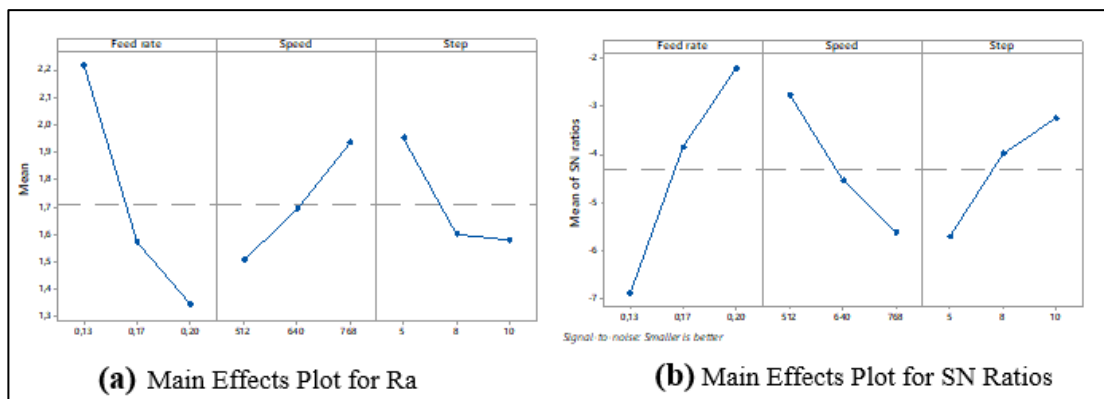 Feed rate Speed Step
2,2
2,1
2,0
1,9
1,8
1,7
1,6
1,5
1,4
1,3
Mean
0,13 0,17 0,20 512 640 768 5 8 10
(a) Main Effects Plot for Ra
Feed rate Speed Step
-2
-3
-4
-5
-6
-7
Mean of SN ratios
0,13 0,17 0,20 512 640 768 5 8 10
Signal-to-noise: Smaller is better
(b) Main Effects Plot for SN Ratios